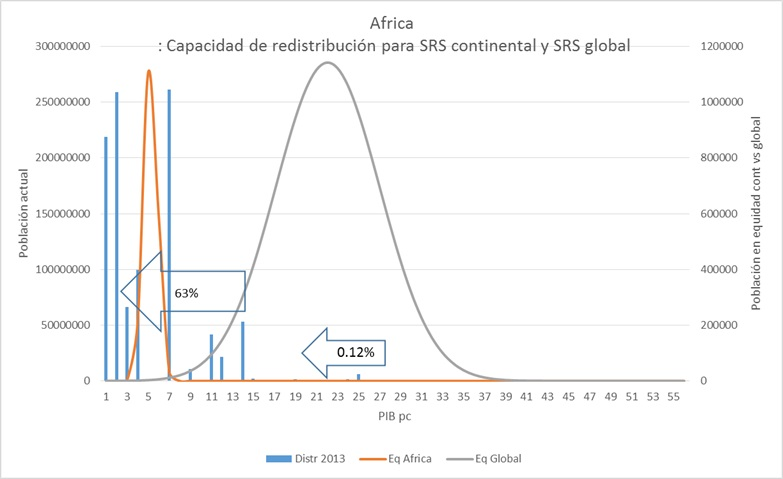 Africa
: Capacidad de redistribución para SRS continental y SRS global
300000000
250000000
200000000
150000000
100000000
50000000
0
Población actual
1200000
1000000
800000
600000
400000
200000
0
Población en equidad cont vs global
63%
0.12%
1 3 5 7 9 11 13 15 17 19 21 23 25 27 29 31 33 35 37 39 41 43 45 47 49 51 53 55
PIB pc
Distr 2013 Eq Africa Eq Global